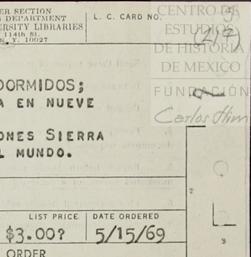 ER SECTION
DEPARTMENT
ERSITY LIBRARIES
114th St.
N.Y. 10027
L. C. CARD NO.
CENTRO DE
ESTUDIOS
DE HISTORIA
DE MEXICO
FUNDACIÓN
Carlos Slim
DORMIDOS;
A EN NUEVE
ONES SIERRA
L MUNDO.
LIST PRICE
DATE ORDERED
$3.00?
5/15/69
ORDER